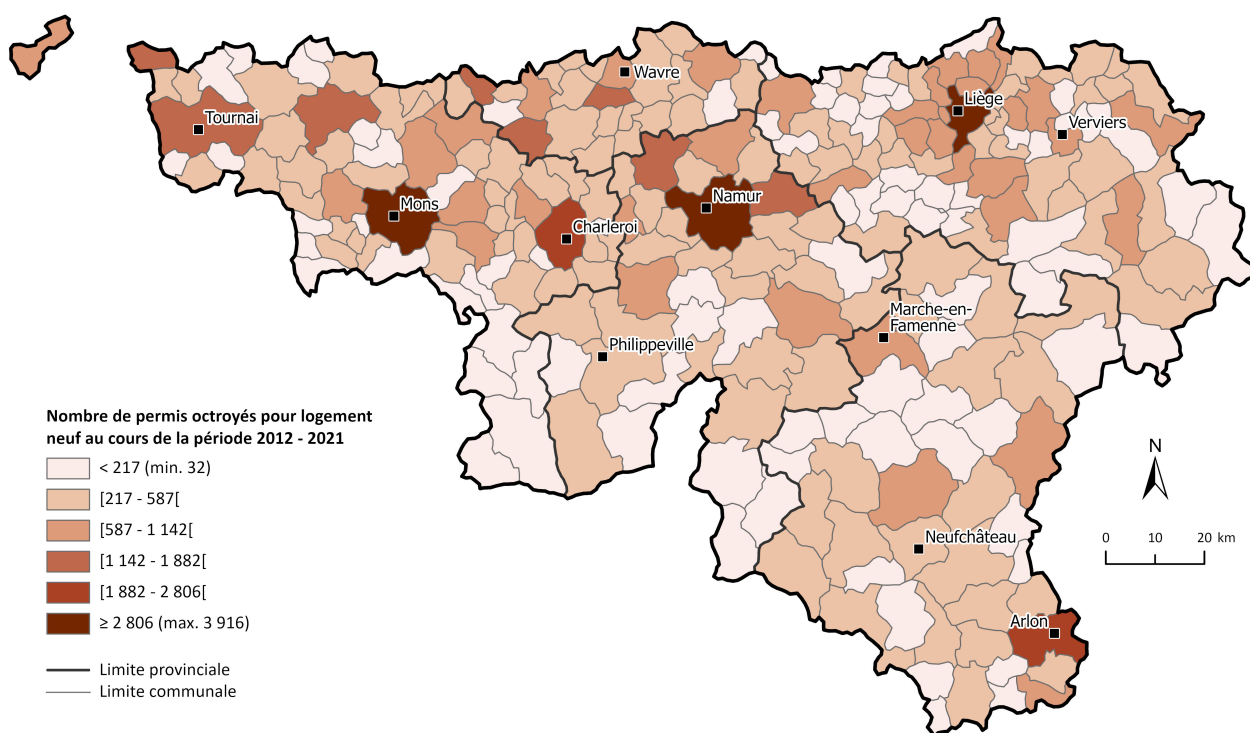 Wavre
Tournai
Liège
Verviers
Mons
Namur
Charleroi
Marche-en-
Famenne
Philippeville
Nombre de permis octroyés pour logement
neuf au cours de la période 2012 - 2021
< 217 (min. 32)
[217 - 587[
[587 - 1 142[
[1 142 - 1 882[
[1 882 - 2 806[
≥ 2 806 (max. 3 916)
Limite provinciale
Limite communale
N
0 10 20 km
Neufchâteau
Arlon